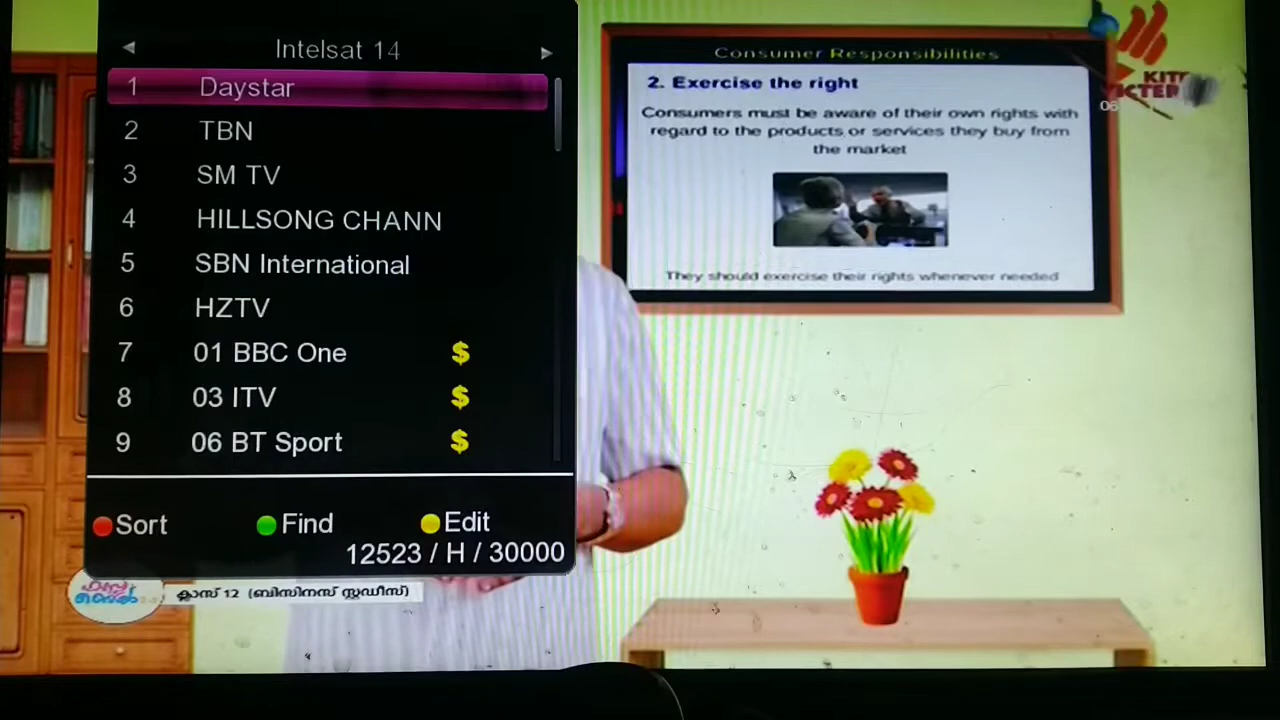 Intelsat 14
1 Daystar
2 TBN
3 SM TV
4 HILLSONG CHANN
5 SBN International
6 HZTV
7 01 BBC One $
8 03 ITV $
9 06 BT Sport $
Sort Find Edit
12523 / H / 30000
Consumer Responsibilities
2. Exercise the right
Consumers must be aware of their own rights with
regard to the products or services they buy from
the market
They should exercise their rights whenever needed
ക്ലാസ് 12 (ബിസിനസ് സ്റ്റഡീസ്)